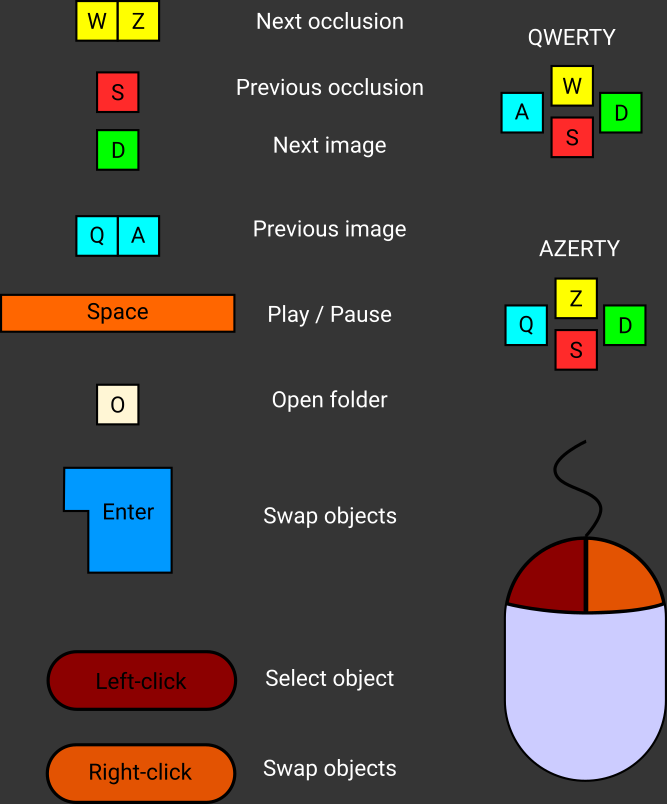 W Z Next occlusion
S Previous occlusion
D Next image
Q A Previous image
Space Play / Pause
O Open folder
Enter Swap objects
Left-click Select object
Right-click Swap objects
QWERTY
W
A D
S
AZERTY
Z
Q D
S